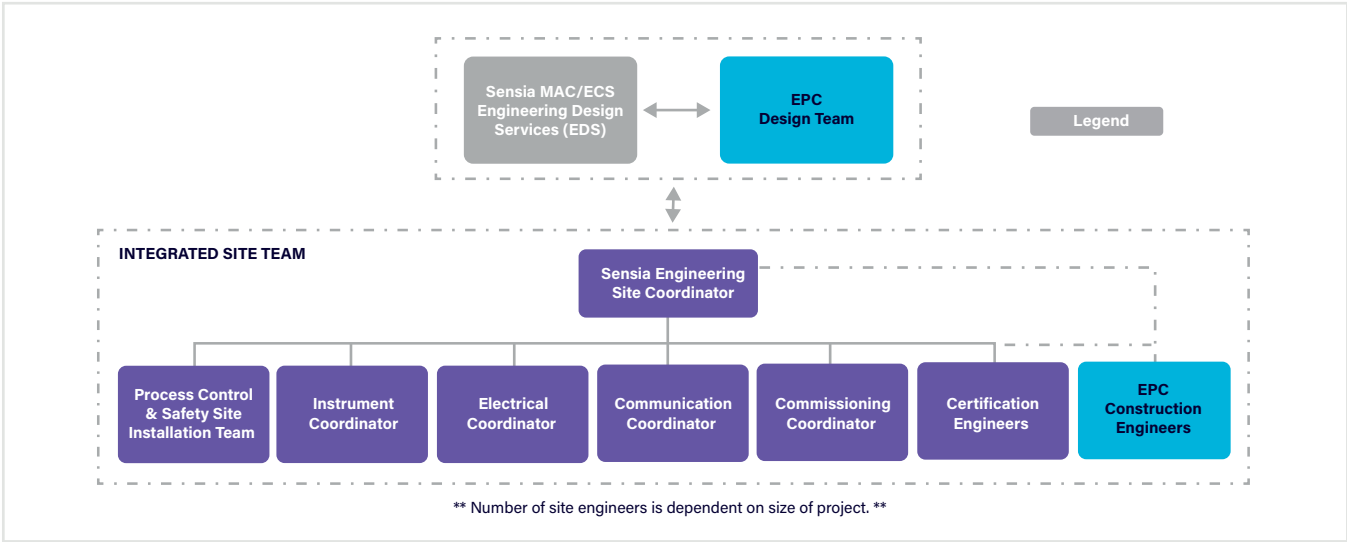 Sensia MAC/ECS
Engineering Design
Services (EDS)
EPC
Design Team
Legend
INTEGRATED SITE TEAM
Sensia Engineering
Site Coordinator
Process Control
& Safety Site
Installation Team
Instrument
Coordinator
Electrical
Coordinator
Communication
Coordinator
Commissioning
Coordinator
Certification
Engineers
EPC
Construction
Engineers
** Number of site engineers is dependent on size of project. **